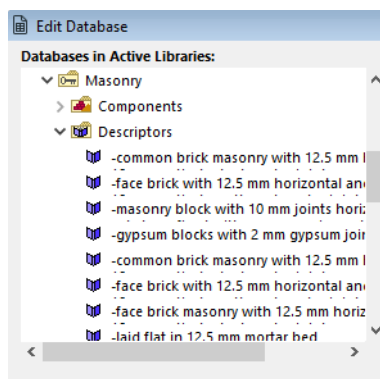 Edit Database
Databases in Active Libraries:
Masonry
Components
Descriptors
-common brick masonry with 12.5 mm
-face brick with 12.5 mm horizontal an
-masonry block with 10 mm joints horiz
-gypsum blocks with 2 mm gypsum join
-common brick masonry with 12.5 mm
-face brick with 12.5 mm horizontal an
-face brick masonry with 12.5 mm horiz
-laid flat in 12.5 mm mortar bed